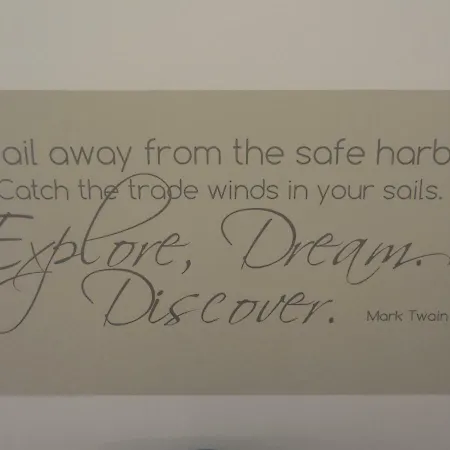 ail away from the safe harb
Catch the trade winds in your sails.
Explore, Dream.
Discover.
Mark Twain